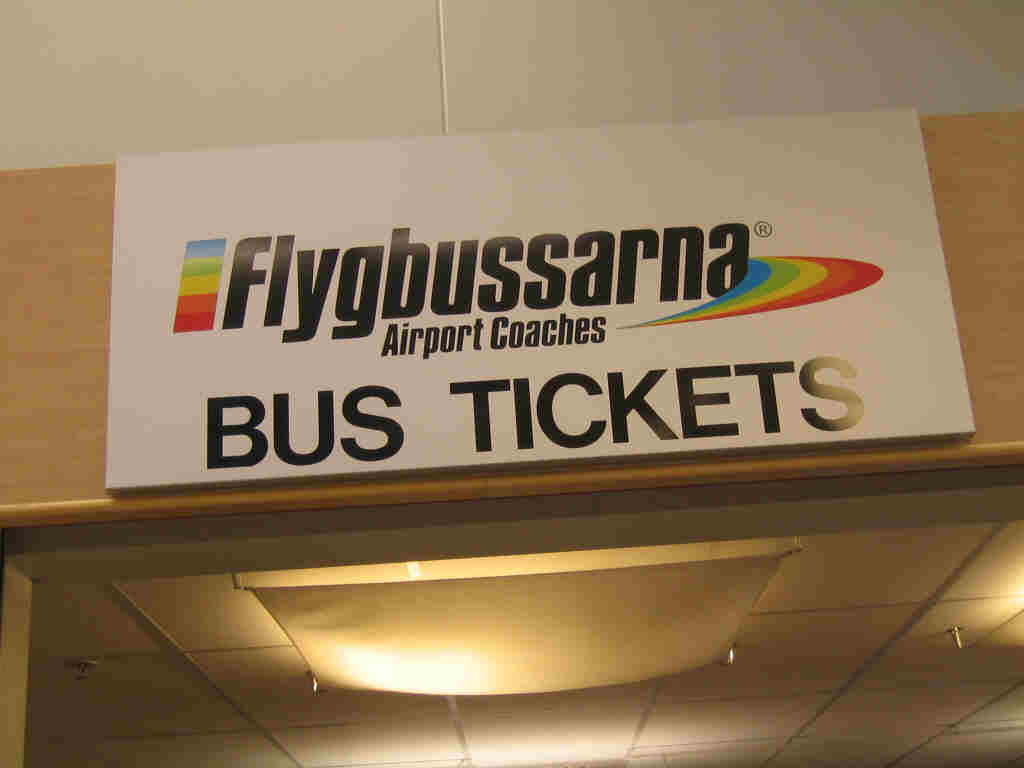 Flygbussarna®
Airport Coaches
BUS TICKETS